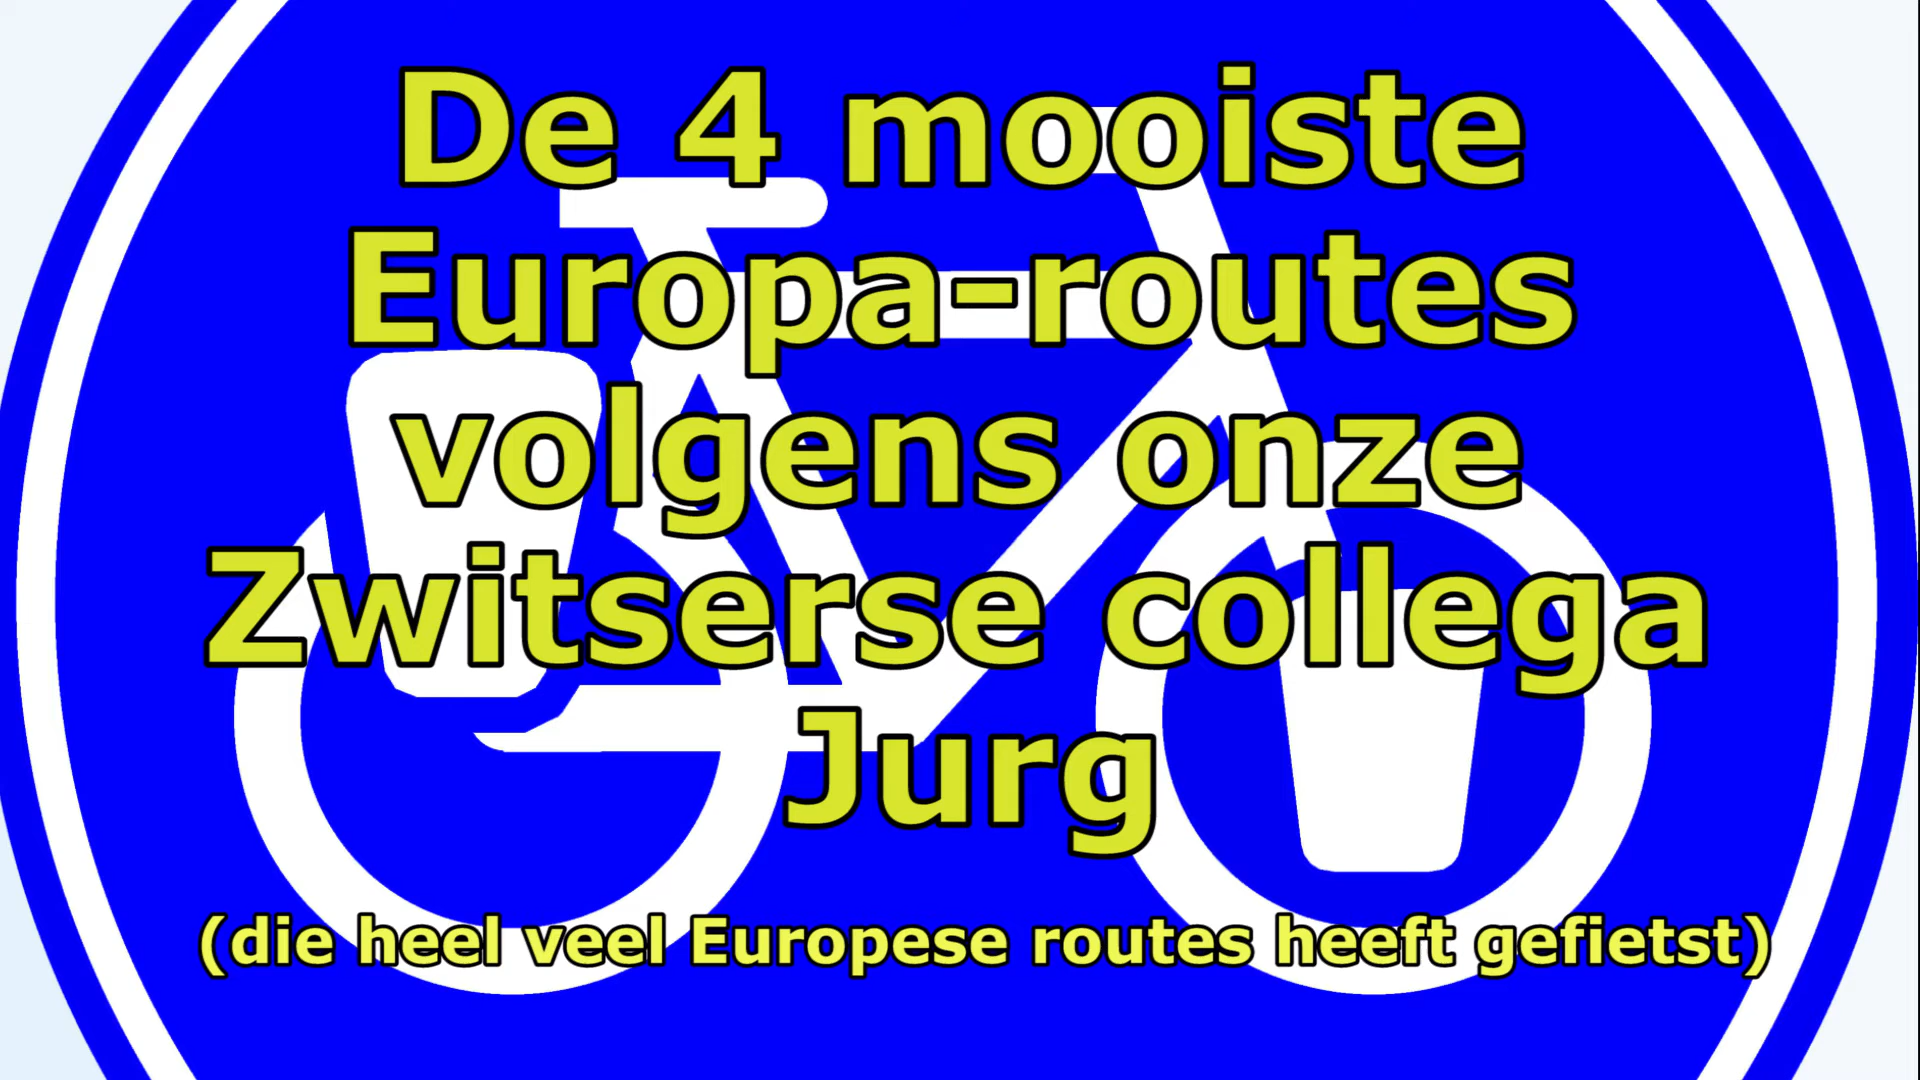 De 4 mooiste
Europa-routes
volgens onze
Zwitserse collega
Jurg
(die heel veel Europese routes heeft gefietst)